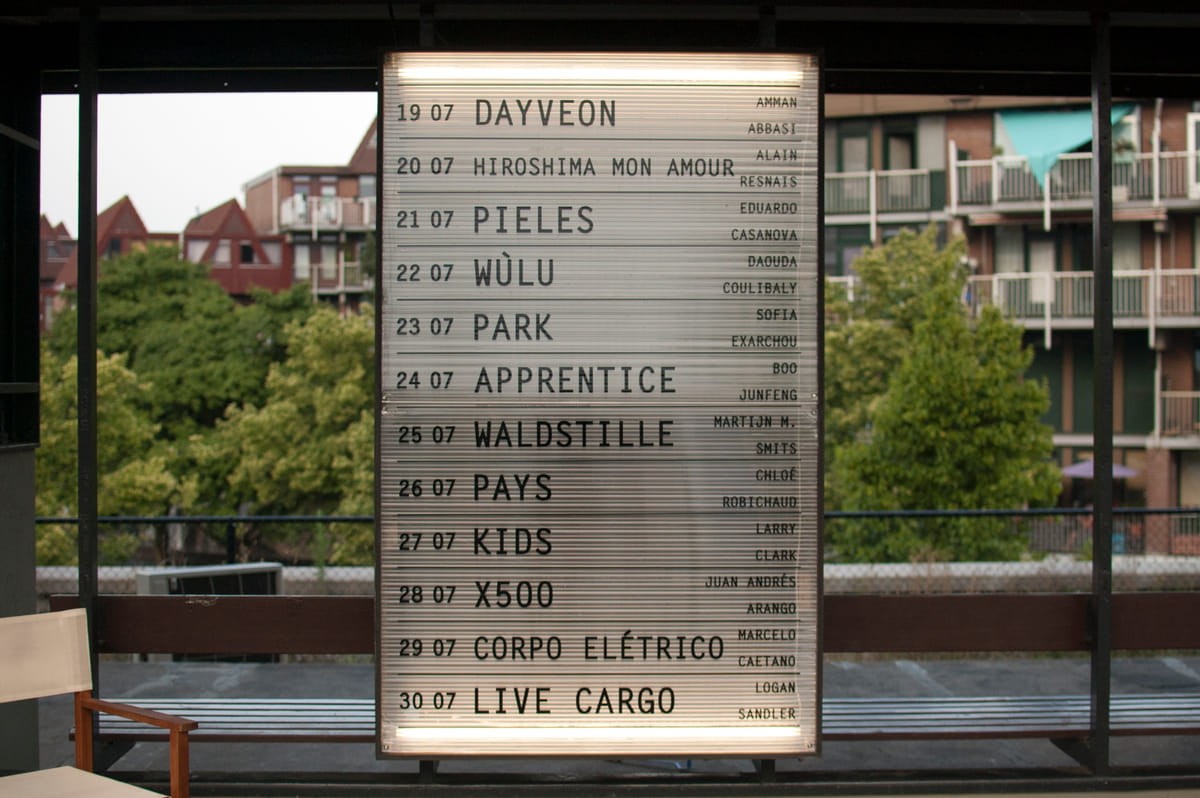 19 07 DAYVEON AMMAN ABBASI
20 07 HIROSHIMA MON AMOUR ALAIN RESNAIS
21 07 PIELES EDUARDO CASANOVA
22 07 WÙLU DAOUDA COULIBALY
23 07 PARK SOFIA EXARCHOU
24 07 APPRENTICE BOO JUNFENG
25 07 WALDSTILLE MARTIJN M. SMITS
26 07 PAYS CHLOÉ ROBICHAUD
27 07 KIDS LARRY CLARK
28 07 X500 JUAN ANDRÉS ARANGO
29 07 CORPO ELÉTRICO MARCELO CAETANO
30 07 LIVE CARGO LOGAN SANDLER